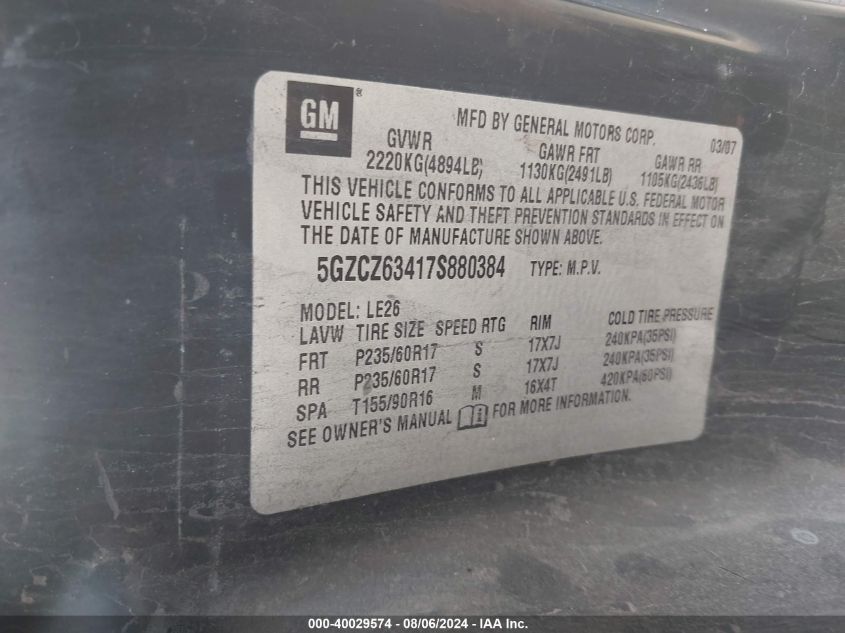 GM ®
MFD BY GENERAL MOTORS CORP. 03/07
GVWR GAWR FRT GAWR RR
2220KG(4894LB) 1130KG(2491LB) 1105KG(2436LB)
THIS VEHICLE CONFORMS TO ALL APPLICABLE U.S. FEDERAL MOTOR
VEHICLE SAFETY AND THEFT PREVENTION STANDARDS IN EFFECT ON
THE DATE OF MANUFACTURE SHOWN ABOVE.
5GZCZ63417S880384 TYPE: M.P.V.
MODEL: LE26
LAVW TIRE SIZE SPEED RTG RIM COLD TIRE PRESSURE
FRT P235/60R17 S 17X7J 240KPA(35PSI)
RR P235/60R17 S 17X7J 240KPA(35PSI)
SPA T155/90R16 M 16X4T 420KPA(60PSI)
SEE OWNER'S MANUAL FOR MORE INFORMATION.
000-40029574 - 08/06/2024 - IAA Inc.